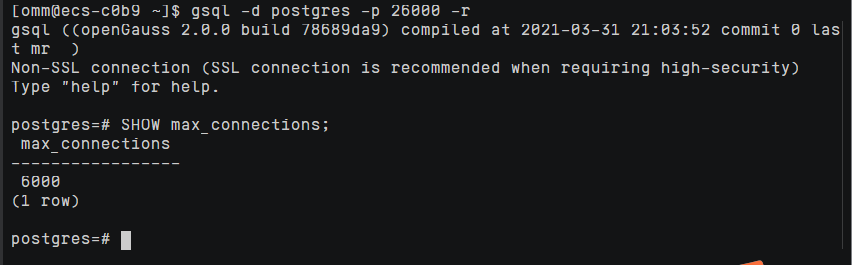 [omm@ecs-c0b9 ~]$ gsql -d postgres -p 26000 -r
gsql ((openGauss 2.0.0 build 78689da9) compiled at 2021-03-31 21:03:52 commit 0 las
t mr  )
Non-SSL connection (SSL connection is recommended when requiring high-security)
Type "help" for help.
postgres=# SHOW max_connections;
 max_connections
-----------------
 6000
(1 row)
postgres=#